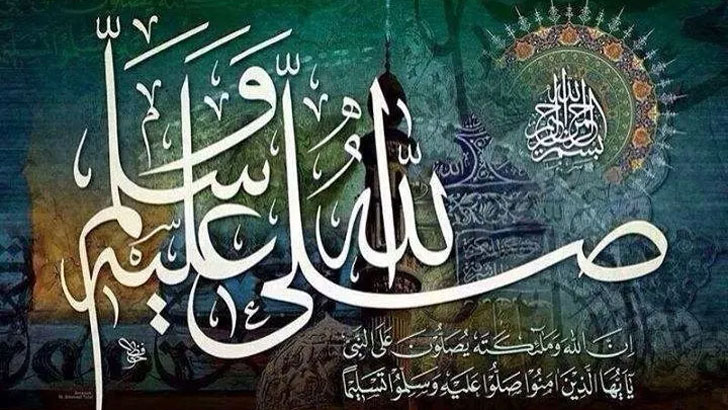 بسم الله الرحمن الرحيم
صلى الله عليه وسلم
إن الله وملائكته يصلون على النبي
يا أيها الذين امنوا صلوا عليه وسلموا تسليما